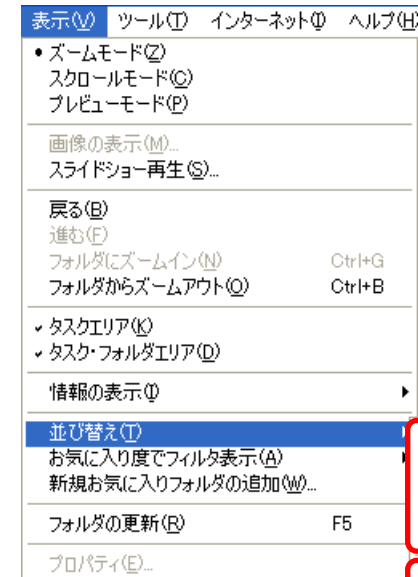 表示(V) ツール(T) インターネット(I) ヘルプ(H)
ズームモード(Z)
スクロールモード(C)
プレビューモード(P)
画像の表示(M)...
スライドショー再生(S)...
戻る(B)
進む(F)
フォルダにズームイン(N) Ctrl+G
フォルダからズームアウト(O) Ctrl+B
タスクエリア(K)
タスク・フォルダエリア(D)
情報の表示(I)
並び替え(T)
お気に入り度でフィルタ表示(A)
新規お気に入りフォルダの追加(W)...
フォルダの更新(R) F5
プロパティ(E)...